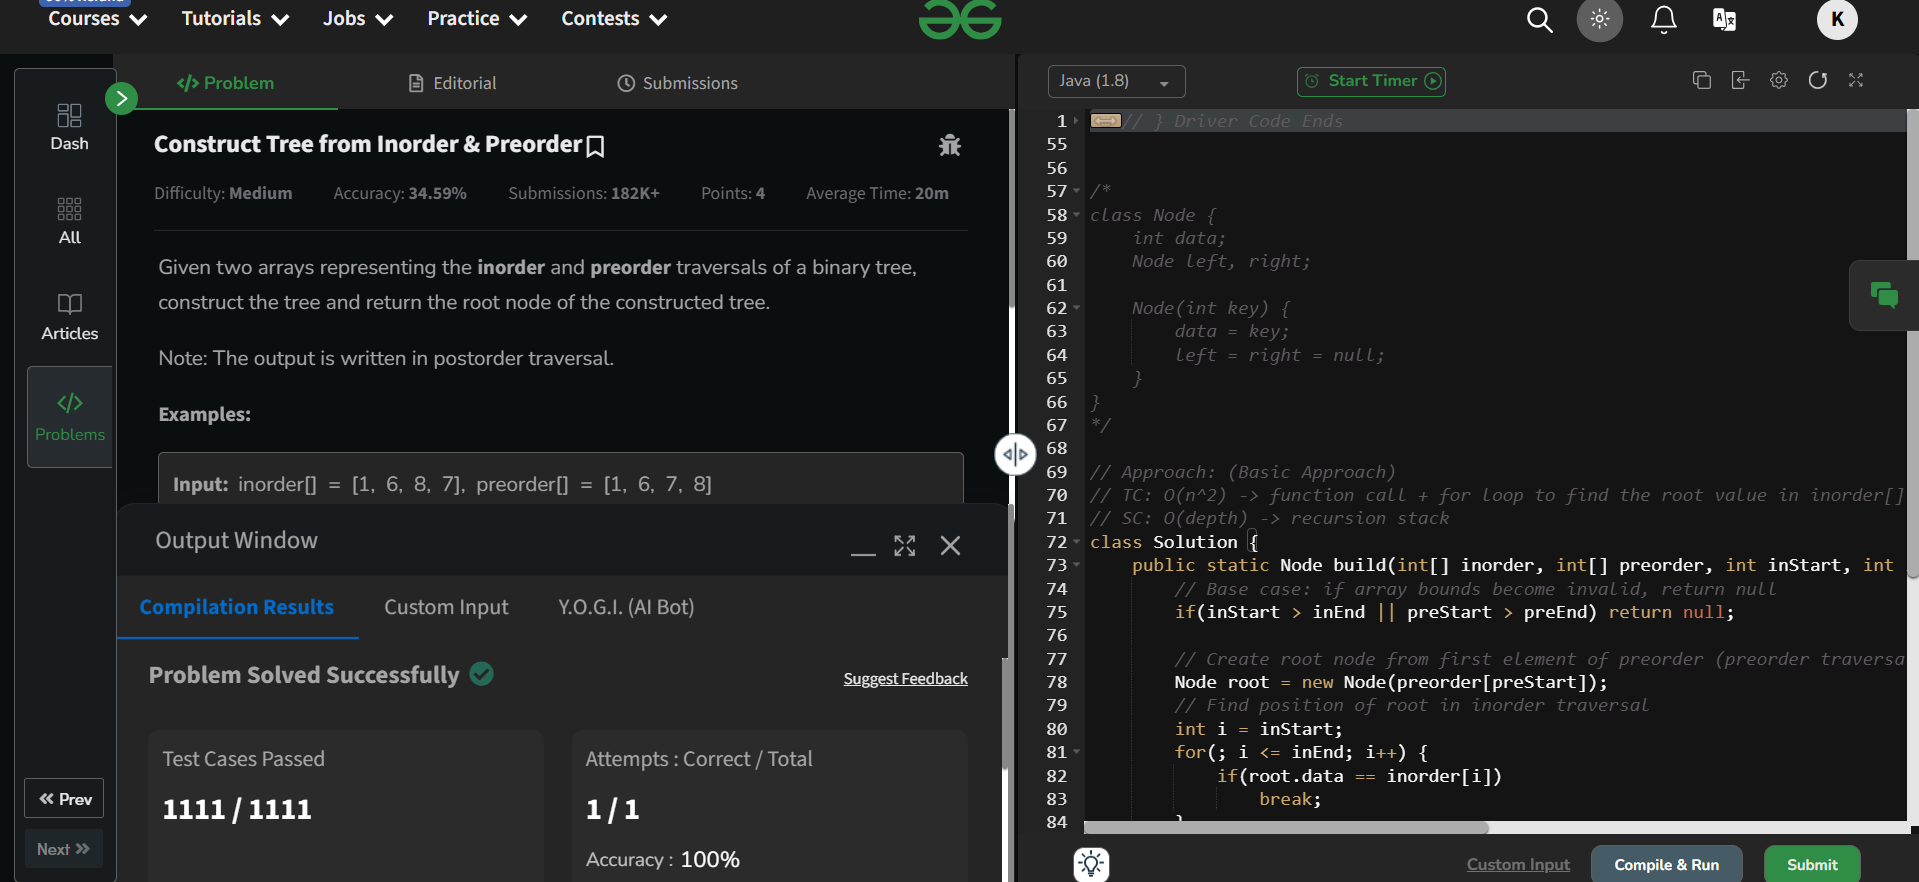 Courses
Tutorials
Jobs
Practice
Contests
K
Dash
All
Articles
Problems
Prev
Next
Problem
Editorial
Submissions
Construct Tree from Inorder & Preorder
Difficulty: Medium Accuracy: 34.59% Submissions: 182K+ Points: 4 Average Time: 20m
Given two arrays representing the inorder and preorder traversals of a binary tree,
construct the tree and return the root node of the constructed tree.
Note: The output is written in postorder traversal.
Examples:
Input: inorder[] = [1, 6, 8, 7], preorder[] = [1, 6, 7, 8]
Output Window
Compilation Results Custom Input Y.O.G.I. (AI Bot)
Problem Solved Successfully
Suggest Feedback
Test Cases Passed
1111 / 1111
Attempts : Correct / Total
1 / 1
Accuracy : 100%
Java (1.8)
Start Timer
1 // } Driver Code Ends
55
56
57 /*
58 class Node {
59 int data;
60 Node left, right;
61
62 Node(int key) {
63 data = key;
64 left = right = null;
65 }
66 }
67 */
68
69 // Approach: (Basic Approach)
70 // TC: O(n^2) -> function call + for loop to find the root value in inorder[]
71 // SC: O(depth) -> recursion stack
72 class Solution {
73 public static Node build(int[] inorder, int[] preorder, int inStart, int
74 // Base case: if array bounds become invalid, return null
75 if(inStart > inEnd || preStart > preEnd) return null;
76
77 // Create root node from first element of preorder (preorder traversa
78 Node root = new Node(preorder[preStart]);
79 // Find position of root in inorder traversal
80 int i = inStart;
81 for(; i <= inEnd; i++) {
82 if(root.data == inorder[i])
83 break;
84 }
Custom Input
Compile & Run
Submit